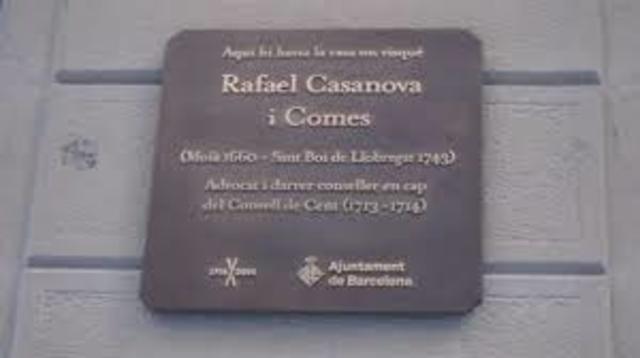 Aquí hi havia la casa on visqué
Rafael Casanova
i Comes
(Moià 1660 - Sant Boi de Llobregat 1743)
Advocat i darrer conseller en cap
del Consell de Cent (1713-1714)
Ajuntament
de Barcelona